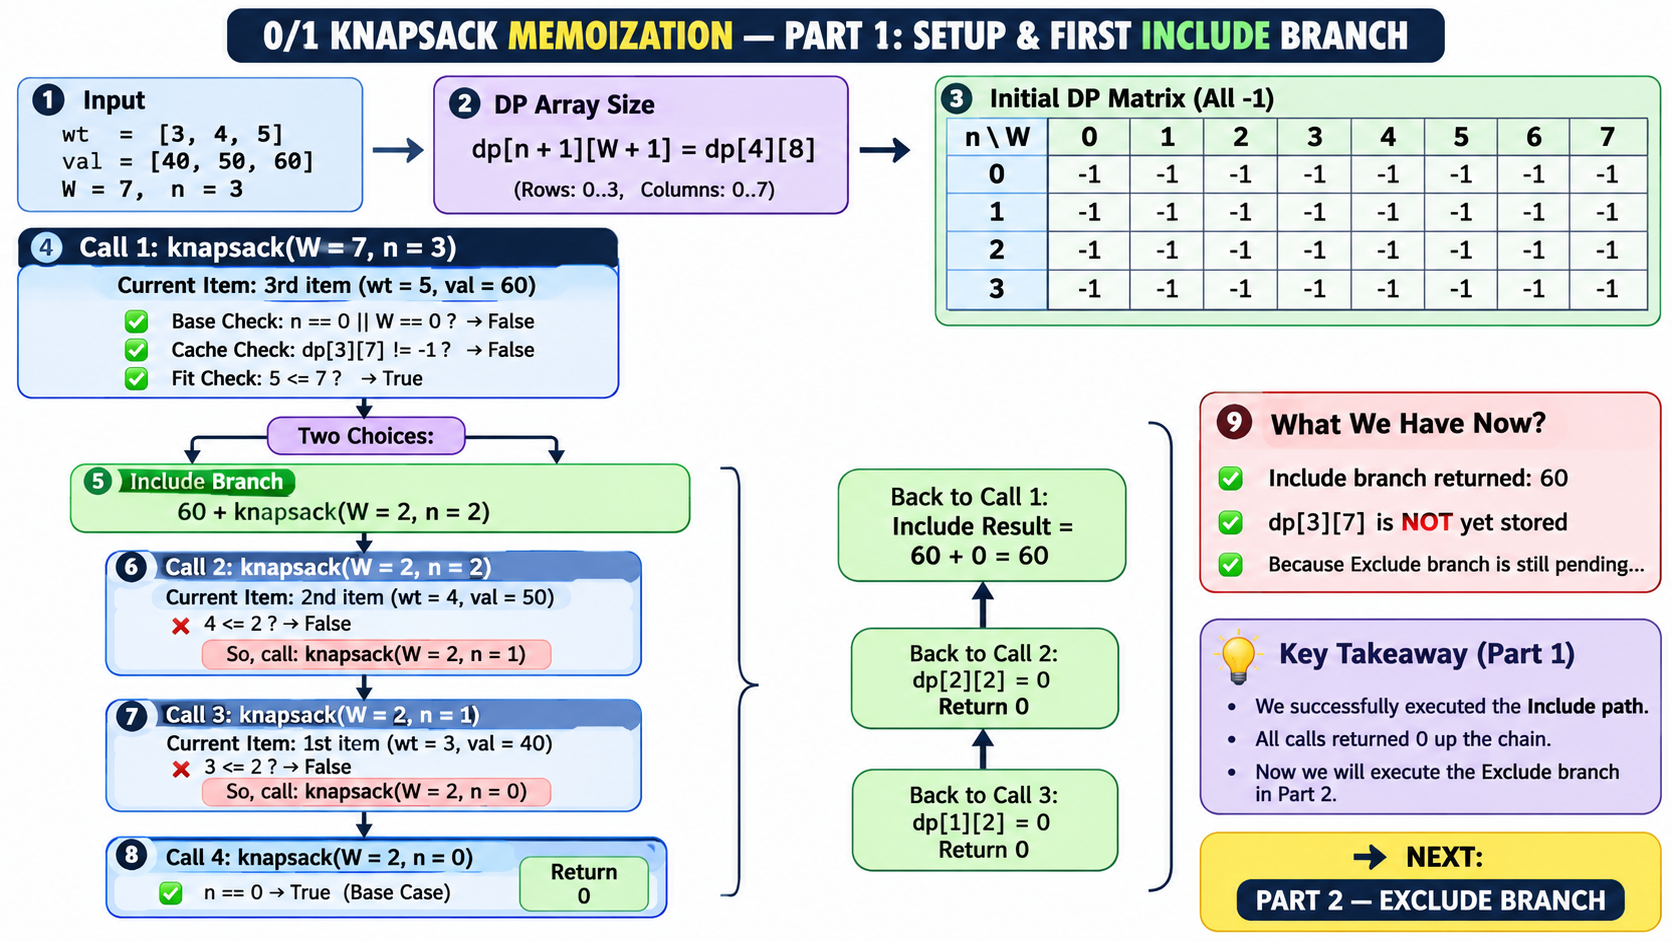 0/1 KNAPSACK MEMOIZATION — PART 1: SETUP & FIRST INCLUDE BRANCH
1 Input
wt = [3, 4, 5]
val = [40, 50, 60]
W = 7, n = 3
2 DP Array Size
dp[n + 1][W + 1] = dp[4][8]
(Rows: 0..3, Columns: 0..7)
3 Initial DP Matrix (All -1)
n \ W 0 1 2 3 4 5 6 7
0 -1 -1 -1 -1 -1 -1 -1 -1
1 -1 -1 -1 -1 -1 -1 -1 -1
2 -1 -1 -1 -1 -1 -1 -1 -1
3 -1 -1 -1 -1 -1 -1 -1 -1
4 Call 1: knapsack(W = 7, n = 3)
Current Item: 3rd item (wt = 5, val = 60)
✅ Base Check: n == 0 || W == 0 ? → False
✅ Cache Check: dp[3][7] != -1 ? → False
✅ Fit Check: 5 <= 7 ? → True
Two Choices:
5 Include Branch
60 + knapsack(W = 2, n = 2)
6 Call 2: knapsack(W = 2, n = 2)
Current Item: 2nd item (wt = 4, val = 50)
❌ 4 <= 2 ? → False
So, call: knapsack(W = 2, n = 1)
7 Call 3: knapsack(W = 2, n = 1)
Current Item: 1st item (wt = 3, val = 40)
❌ 3 <= 2 ? → False
So, call: knapsack(W = 2, n = 0)
8 Call 4: knapsack(W = 2, n = 0)
✅ n == 0 → True (Base Case)
Return
0
Back to Call 1:
Include Result =
60 + 0 = 60
Back to Call 2:
dp[2][2] = 0
Return 0
Back to Call 3:
dp[1][2] = 0
Return 0
9 What We Have Now?
✅ Include branch returned: 60
✅ dp[3][7] is NOT yet stored
✅ Because Exclude branch is still pending...
Key Takeaway (Part 1)
• We successfully executed the Include path.
• All calls returned 0 up the chain.
• Now we will execute the Exclude branch
in Part 2.
→ NEXT:
PART 2 — EXCLUDE BRANCH